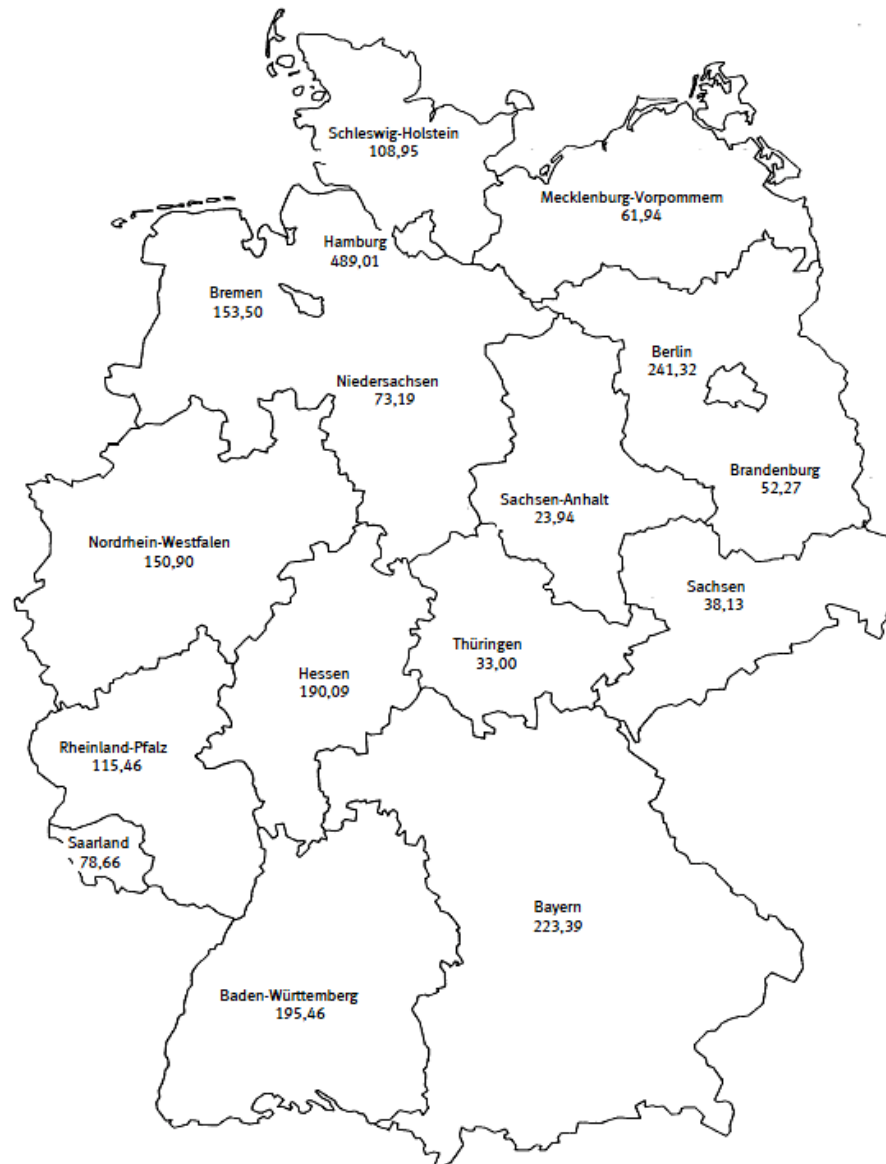 Schleswig-Holstein
108,95
Mecklenburg-Vorpommern
61,94
Hamburg
489,01
Bremen
153,50
Berlin
241,32
Niedersachsen
73,19
Brandenburg
52,27
Sachsen-Anhalt
23,94
Nordrhein-Westfalen
150,90
Sachsen
38,13
Thüringen
33,00
Hessen
190,09
Rheinland-Pfalz
115,46
Saarland
78,66
Bayern
223,39
Baden-Württemberg
195,46